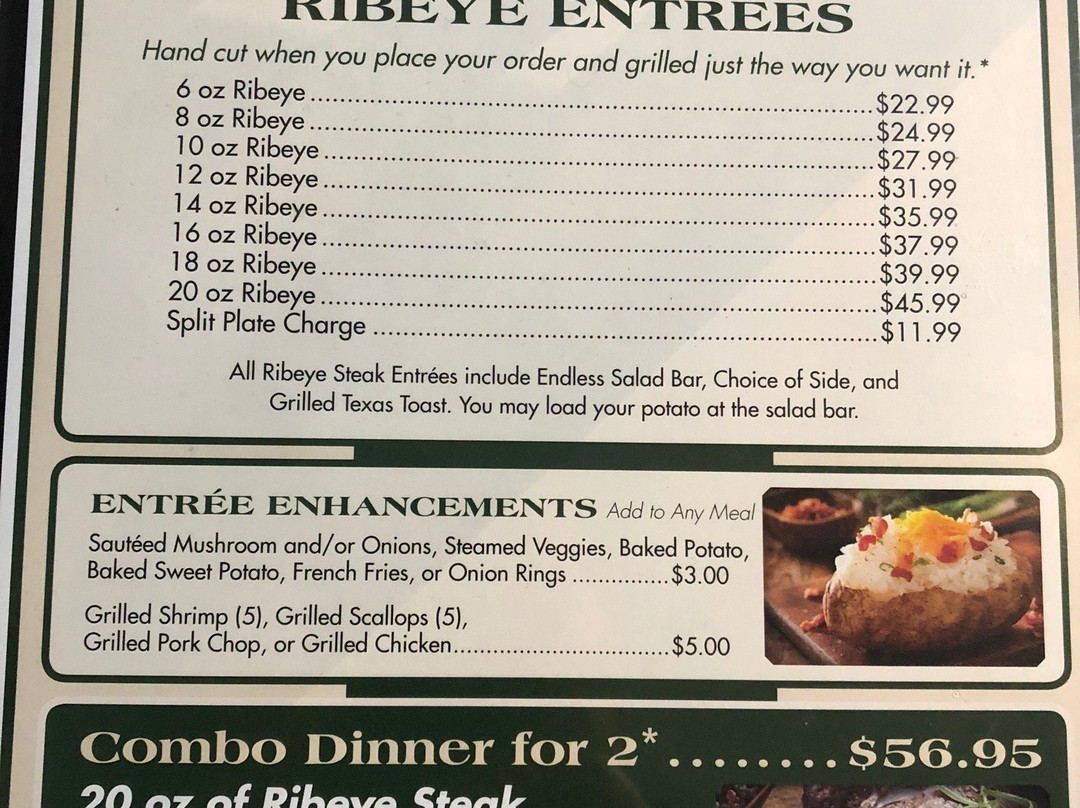 RIBEYE ENTRÉES
Hand cut when you place your order and grilled just the way you want it.*
6 oz Ribeye........................$22.99
8 oz Ribeye........................$24.99
10 oz Ribeye........................$27.99
12 oz Ribeye........................$31.99
14 oz Ribeye........................$35.99
16 oz Ribeye........................$37.99
18 oz Ribeye........................$39.99
20 oz Ribeye........................$45.99
Split Plate Charge ........................$11.99
All Ribeye Steak Entrées include Endless Salad Bar, Choice of Side, and
Grilled Texas Toast. You may load your potato at the salad bar.
ENTRÉE ENHANCEMENTS Add to Any Meal
Sautéed Mushroom and/or Onions, Steamed Veggies, Baked Potato,
Baked Sweet Potato, French Fries, or Onion Rings ...............$3.00
Grilled Shrimp (5), Grilled Scallops (5),
Grilled Pork Chop, or Grilled Chicken...................................$5.00
Combo Dinner for 2*........$56.95
20 oz of Ribeye Steak